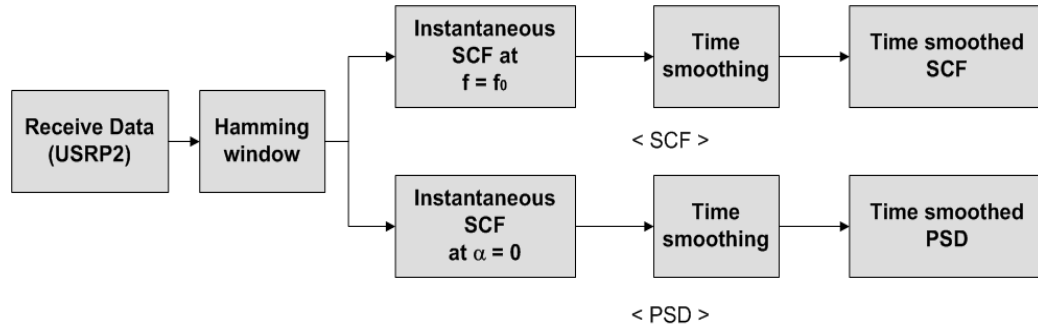 Receive Data
(USRP2)
Hamming
window
Instantaneous
SCF at
f = f₀
Time
smoothing
Time smoothed
SCF
< SCF >
Instantaneous
SCF
at α = 0
Time
smoothing
Time smoothed
PSD
< PSD >